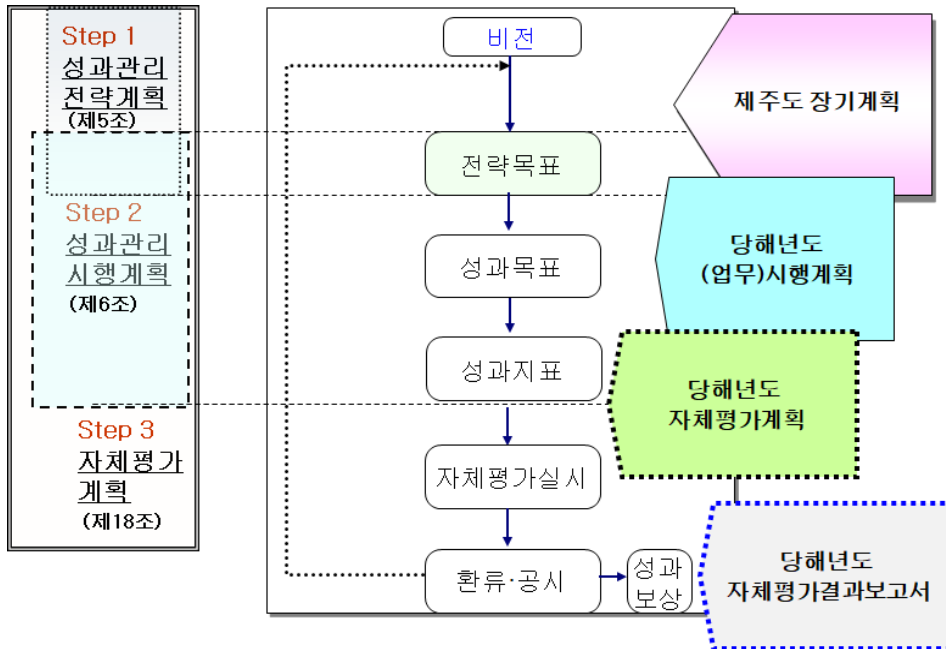 Step 1
성과관리
전략계획
(제5조)
Step 2
성과관리
시행계획
(제6조)
Step 3
자체평가
계획
(제18조)
비전
전략목표
성과목표
성과지표
자체평가실시
환류·공시
성과
보상
제주도 장기계획
당해년도
(업무)시행계획
당해년도
자체평가계획
당해년도
자체평가결과보고서